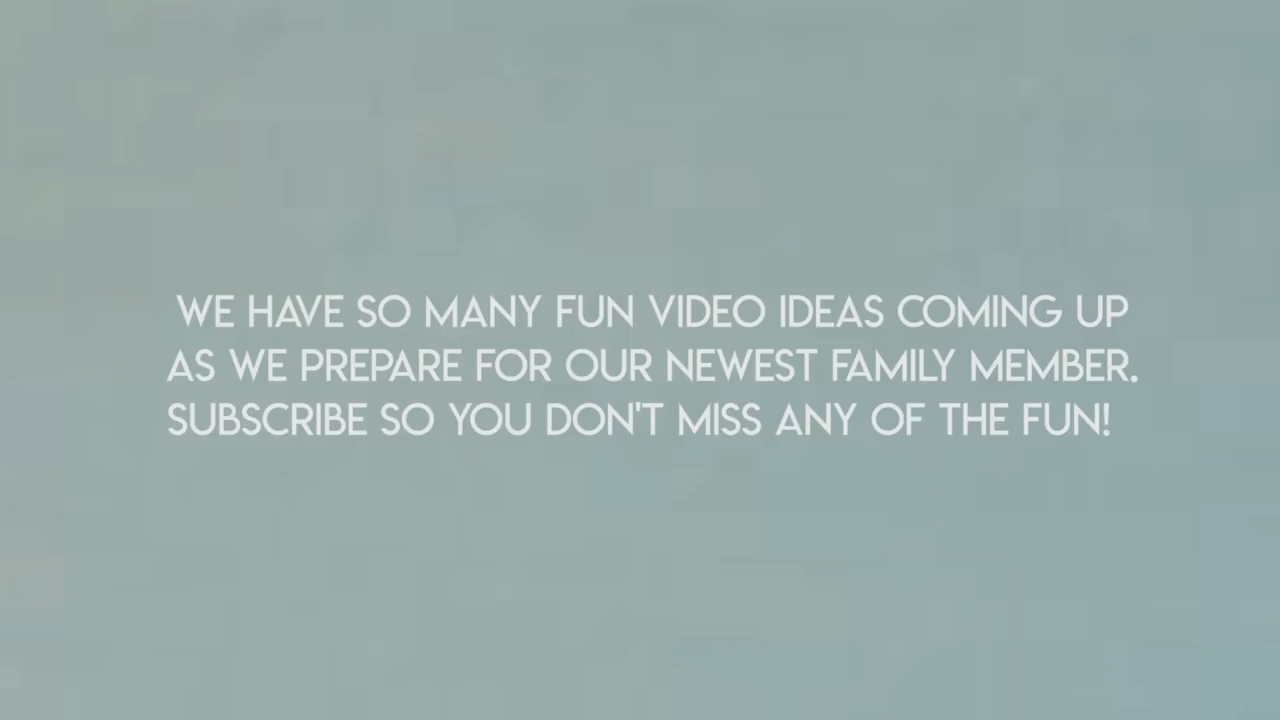 WE HAVE SO MANY FUN VIDEO IDEAS COMING UP
AS WE PREPARE FOR OUR NEWEST FAMILY MEMBER.
SUBSCRIBE SO YOU DON'T MISS ANY OF THE FUN!